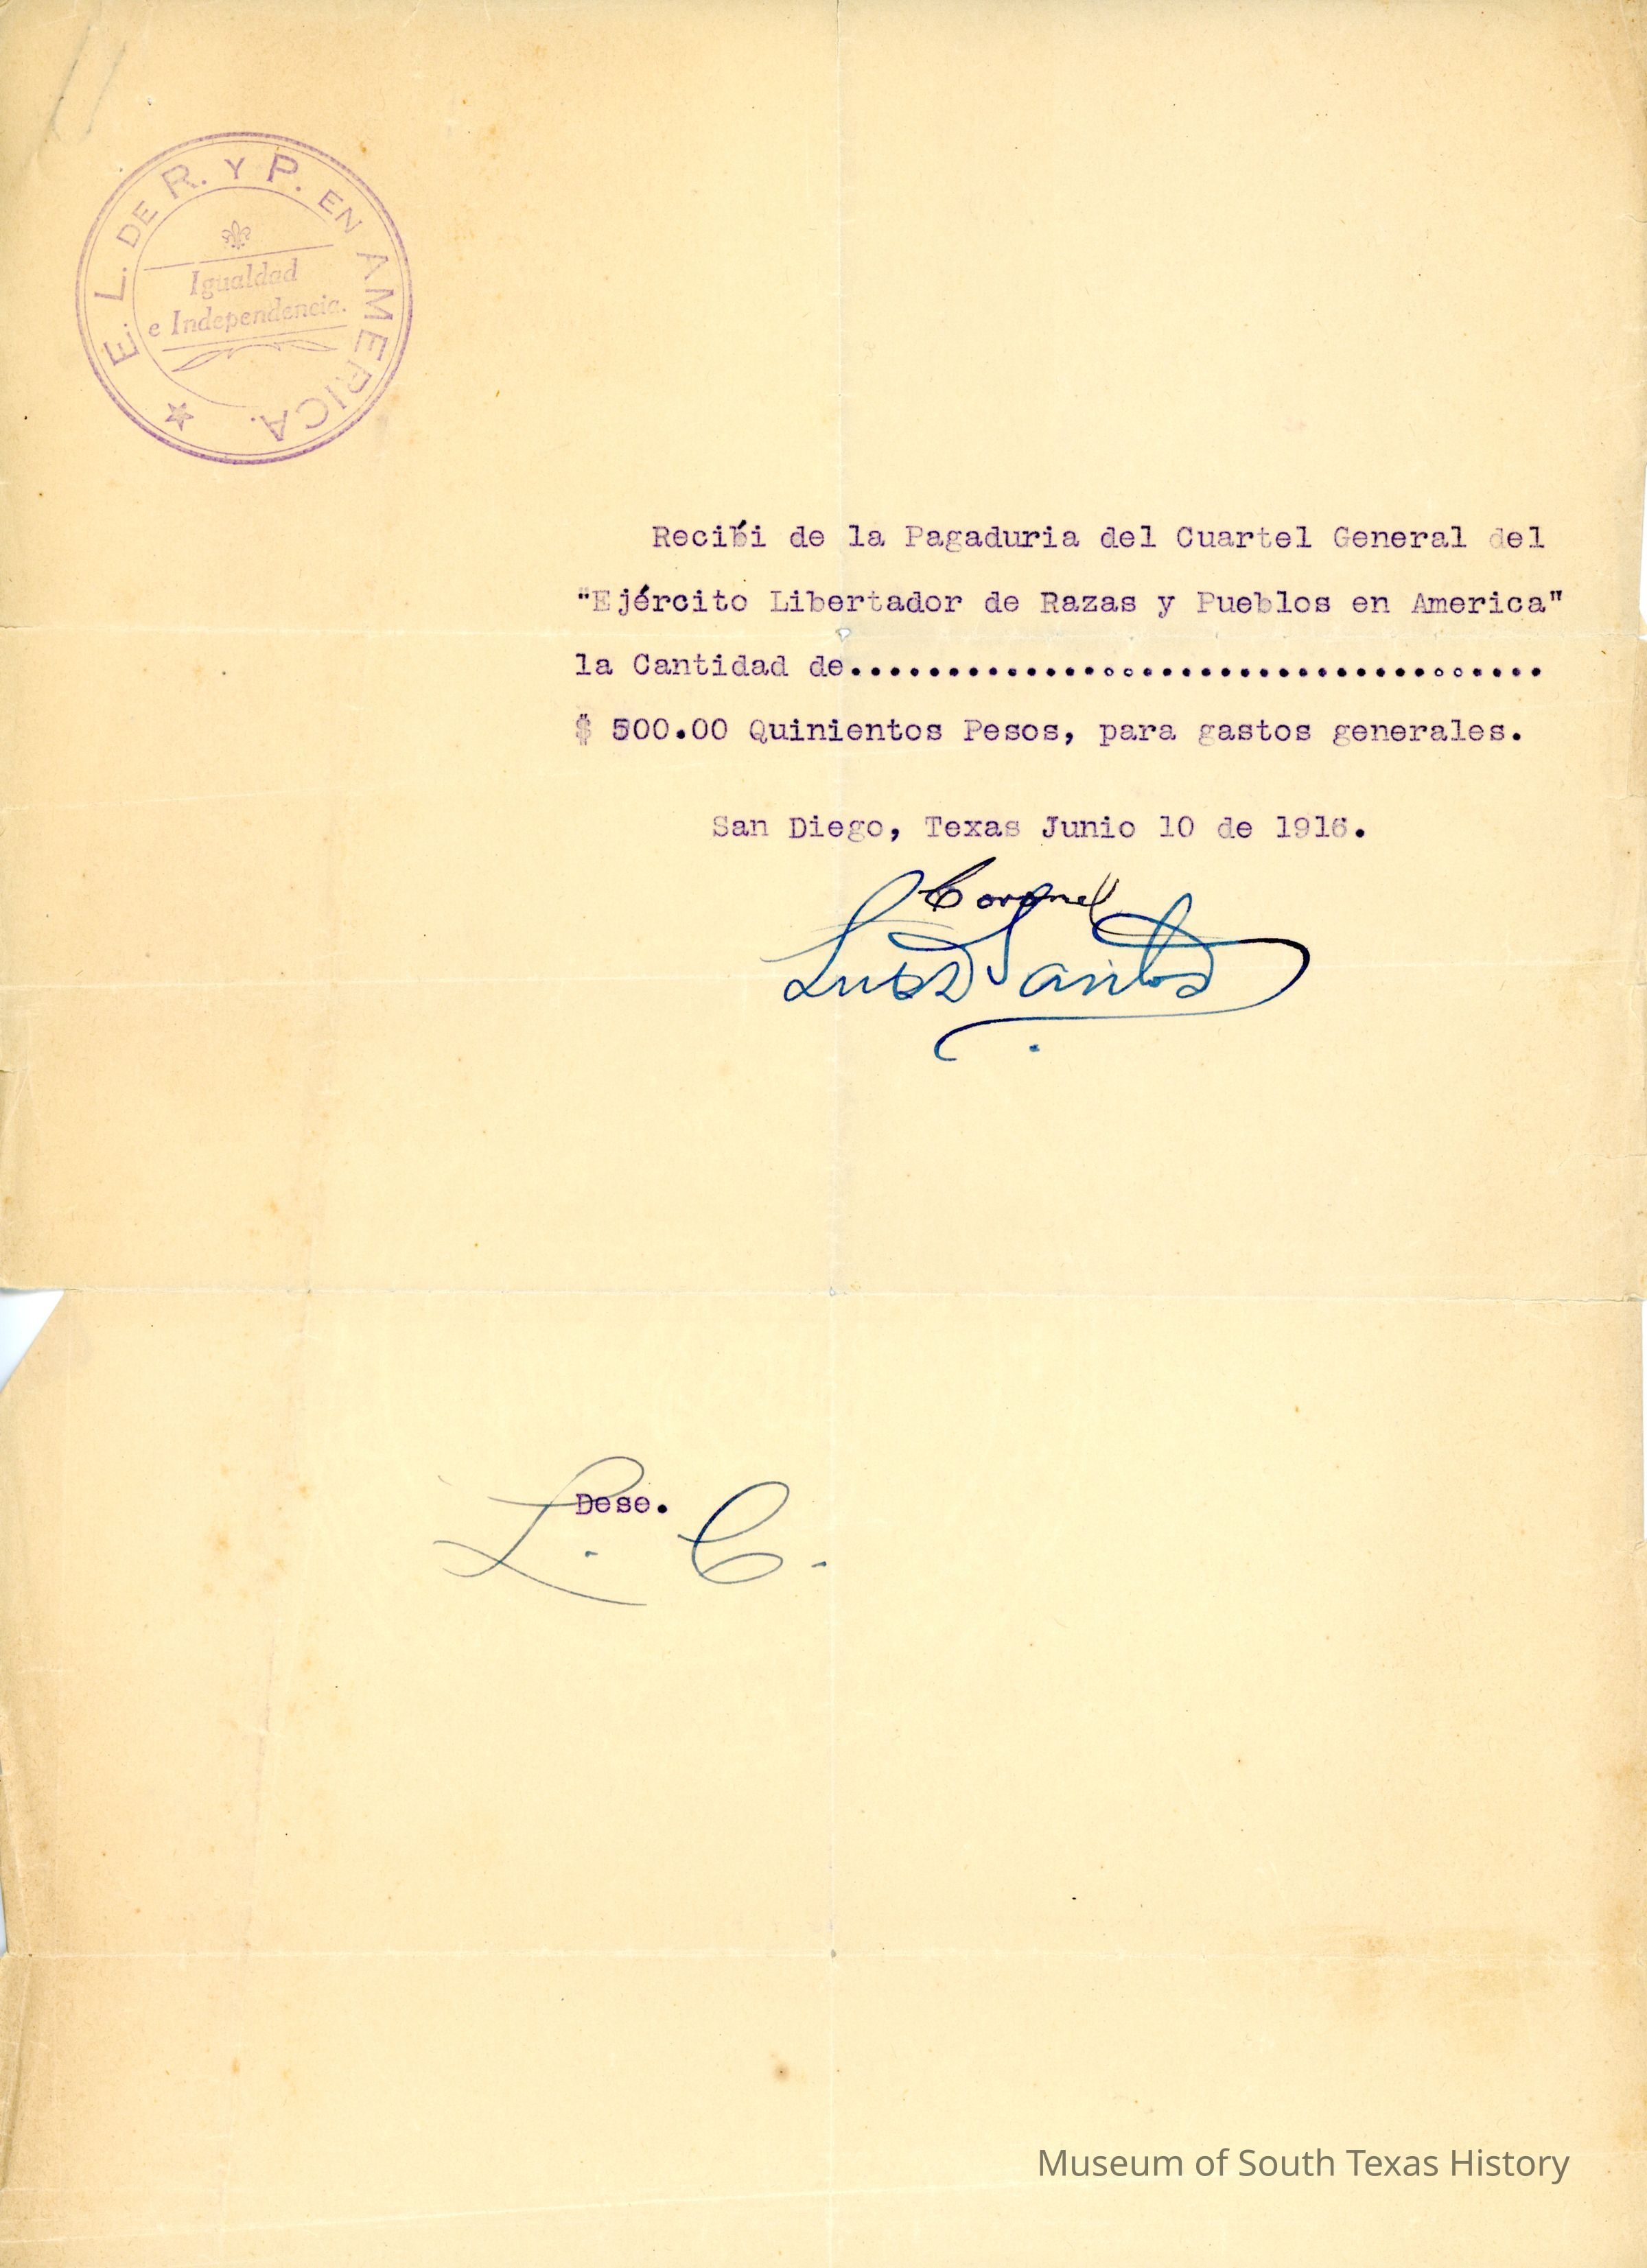 E. L. DE R. Y P. EN AMERICA.
Igualdad
e Independencia.
Recibí de la Pagaduria del Cuartel General del
"Ejército Libertador de Razas y Pueblos en America"
la Cantidad de....................................
$ 500.00 Quinientos Pesos, para gastos generales.
San Diego, Texas Junio 10 de 1916.
Coronel
Luis Santos
Dese.
L. C.
Museum of South Texas History